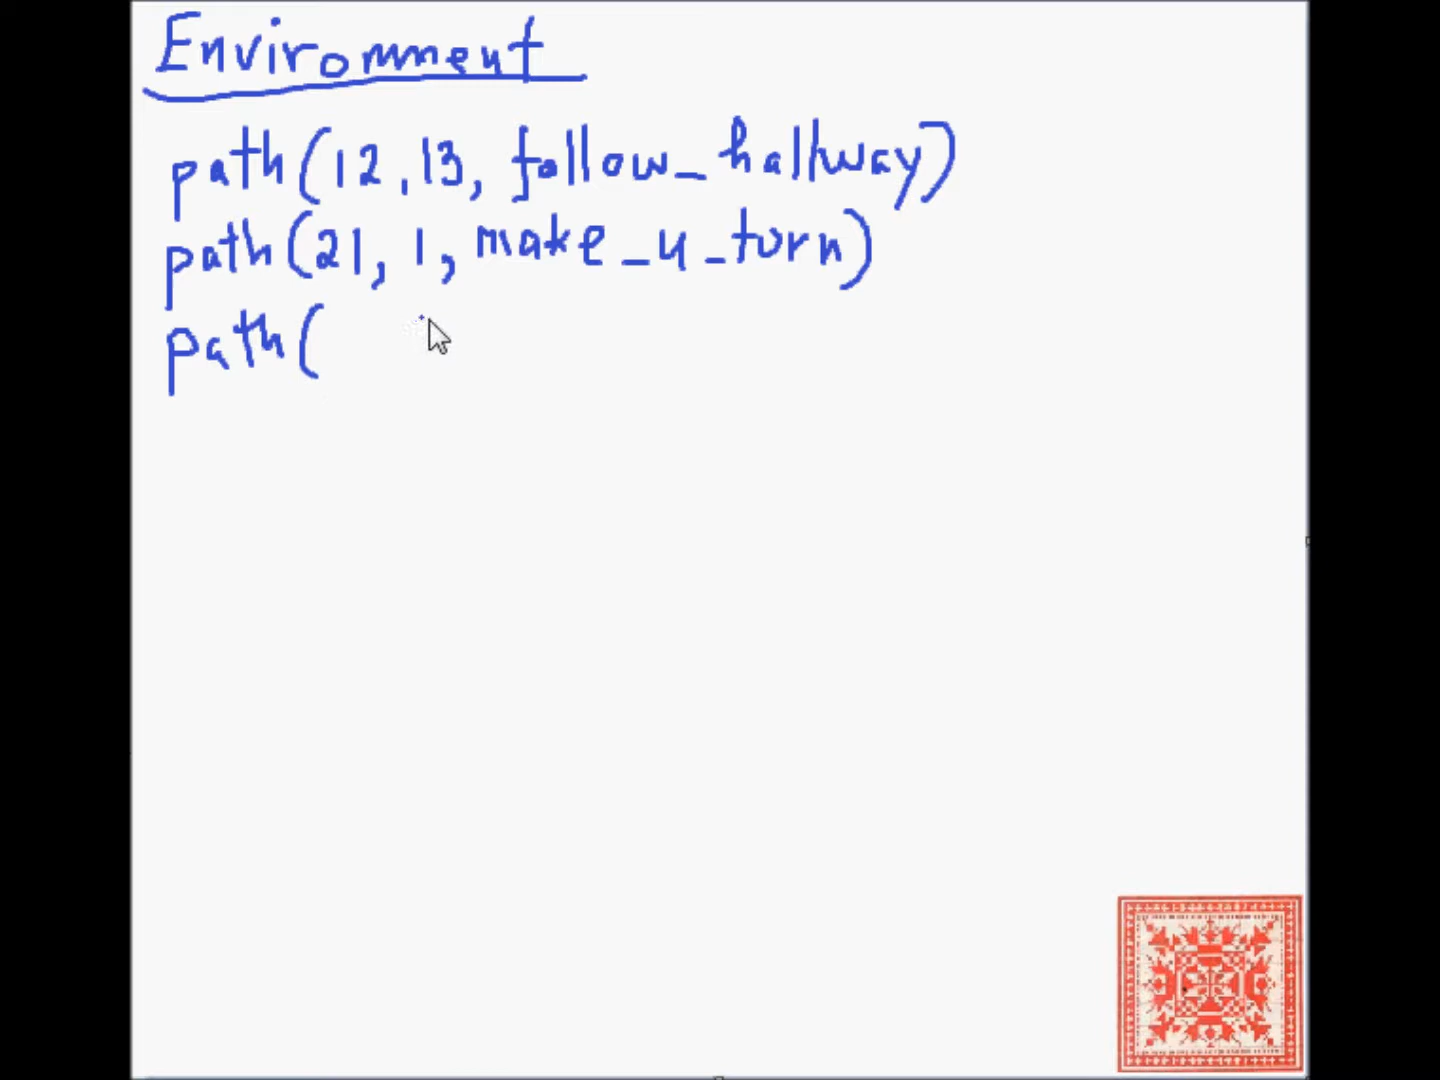 Environment
path(12,13, follow_hallway)
path(21, 1, make_u_turn)
path(